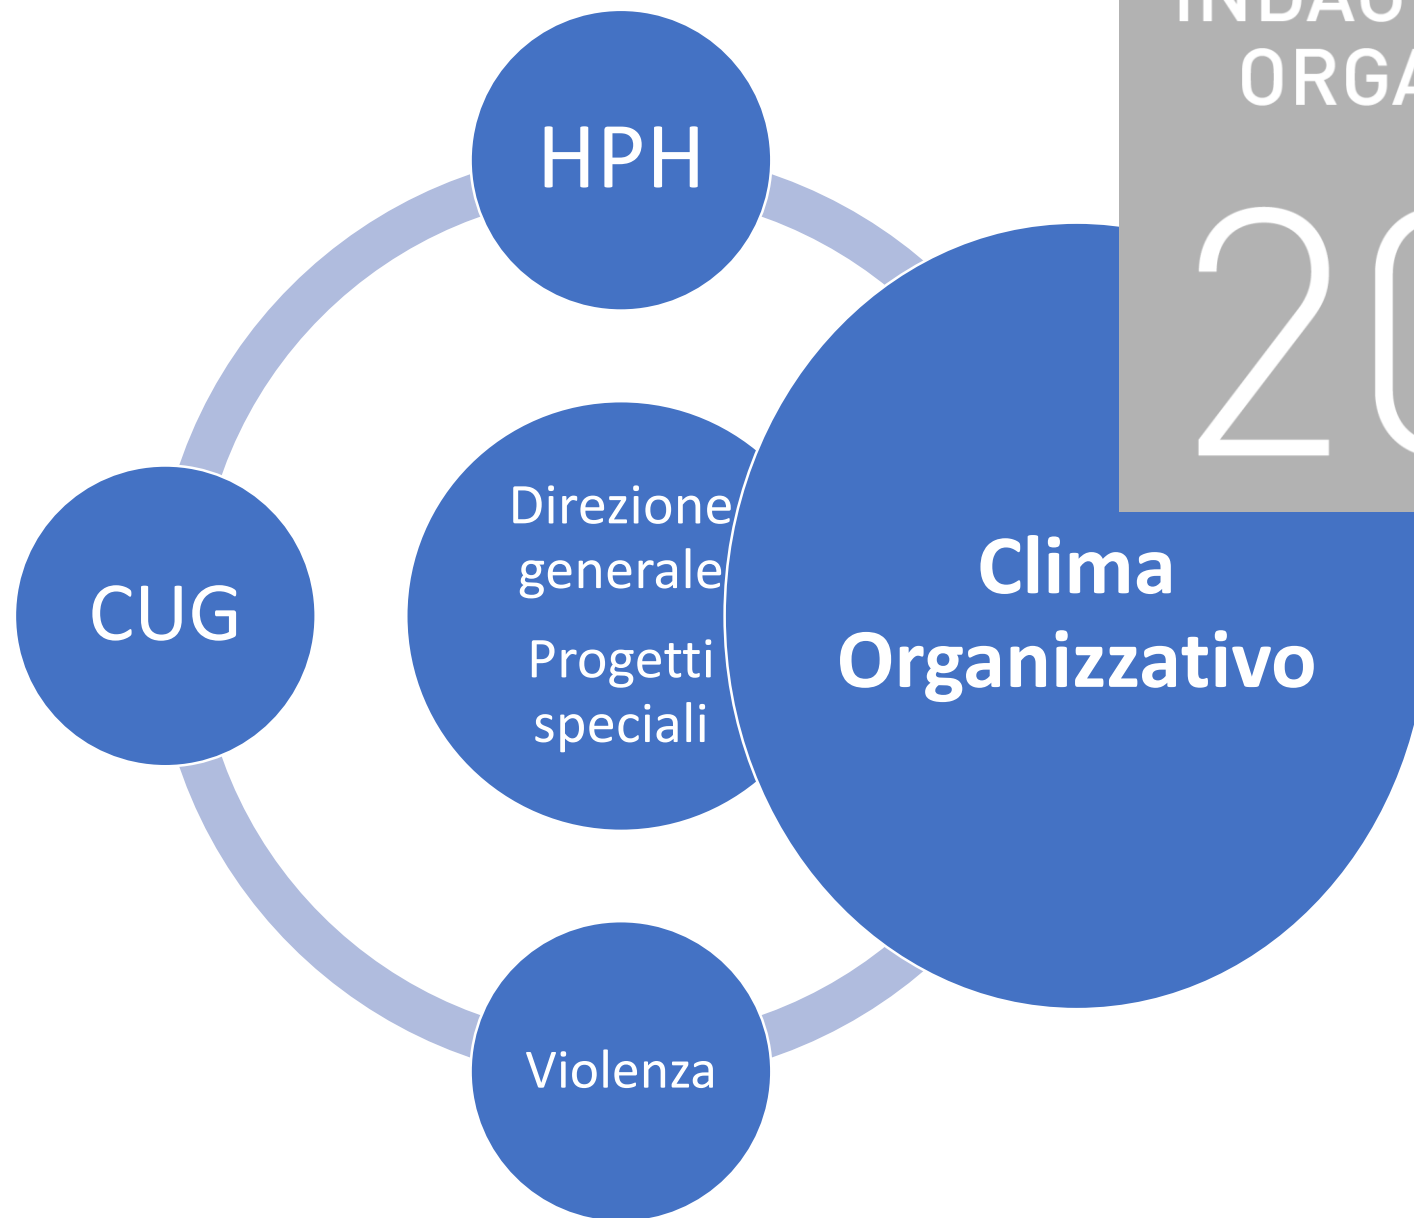 HPH
ORGA
20
CUG
Direzione
generale
Progetti
speciali
Clima
Organizzativo
Violenza